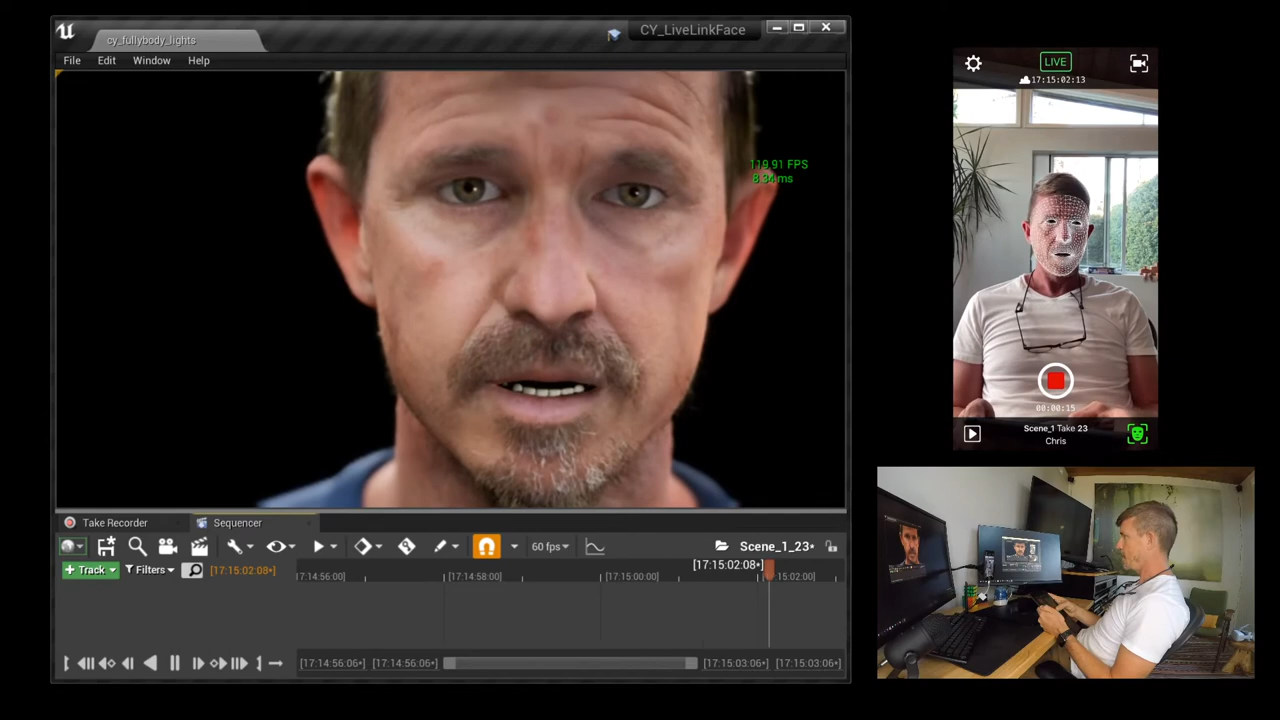 cy_fullybody_lights
CY_LiveLinkFace
File Edit Window Help
119.91 FPS
8.34 ms
Take Recorder
Sequencer
60 fps
Scene_1_23*
Track
Filters
[17:15:02:08*]
[17:15:02:08*]
17:14:56:00]
[17:14:58:00]
[17:15:00:00]
15:02:00]
[17:14:56:06*] [17:14:56:06*]
[17:15:03:06*] [17:15:03:06*]
LIVE
17:15:02:13
00:00:15
Scene_1 Take 23
Chris